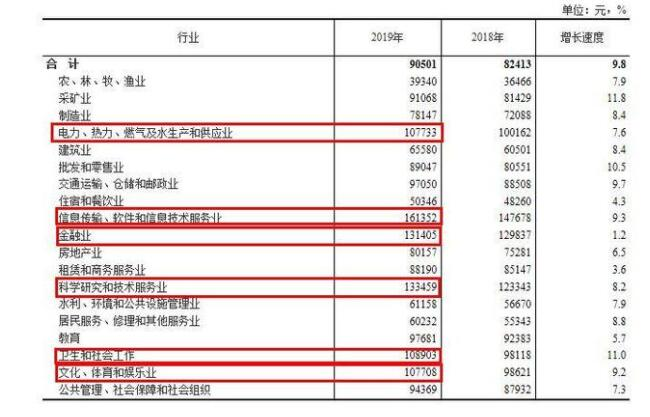 单位：元，%
行业 2019年 2018年 增长速度
合 计 90501 82413 9.8
农、林、牧、渔业 39340 36466 7.9
采矿业 91068 81429 11.8
制造业 78147 72088 8.4
电力、热力、燃气及水生产和供应业 107733 100162 7.6
建筑业 65580 60501 8.4
批发和零售业 89047 80551 10.5
交通运输、仓储和邮政业 97050 88508 9.7
住宿和餐饮业 50346 48260 4.3
信息传输、软件和信息技术服务业 161352 147678 9.3
金融业 131405 129837 1.2
房地产业 80157 75281 6.5
租赁和商务服务业 88190 85147 3.6
科学研究和技术服务业 133459 123343 8.2
水利、环境和公共设施管理业 61158 56670 7.9
居民服务、修理和其他服务业 60232 55343 8.8
教育 97681 92383 5.7
卫生和社会工作 108903 98118 11.0
文化、体育和娱乐业 107708 98621 9.2
公共管理、社会保障和社会组织 94369 87932 7.3